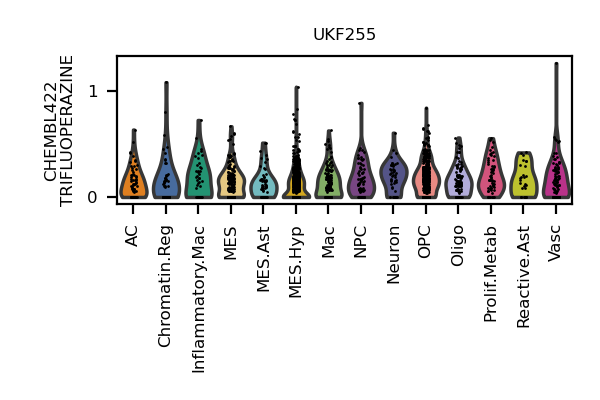 UKF255
CHEMBL422
TRIFLUOPERAZINE
1
0
AC
Chromatin.Reg
Inflammatory.Mac
MES
MES.Ast
MES.Hyp
Mac
NPC
Neuron
OPC
Oligo
Prolif.Metab
Reactive.Ast
Vasc